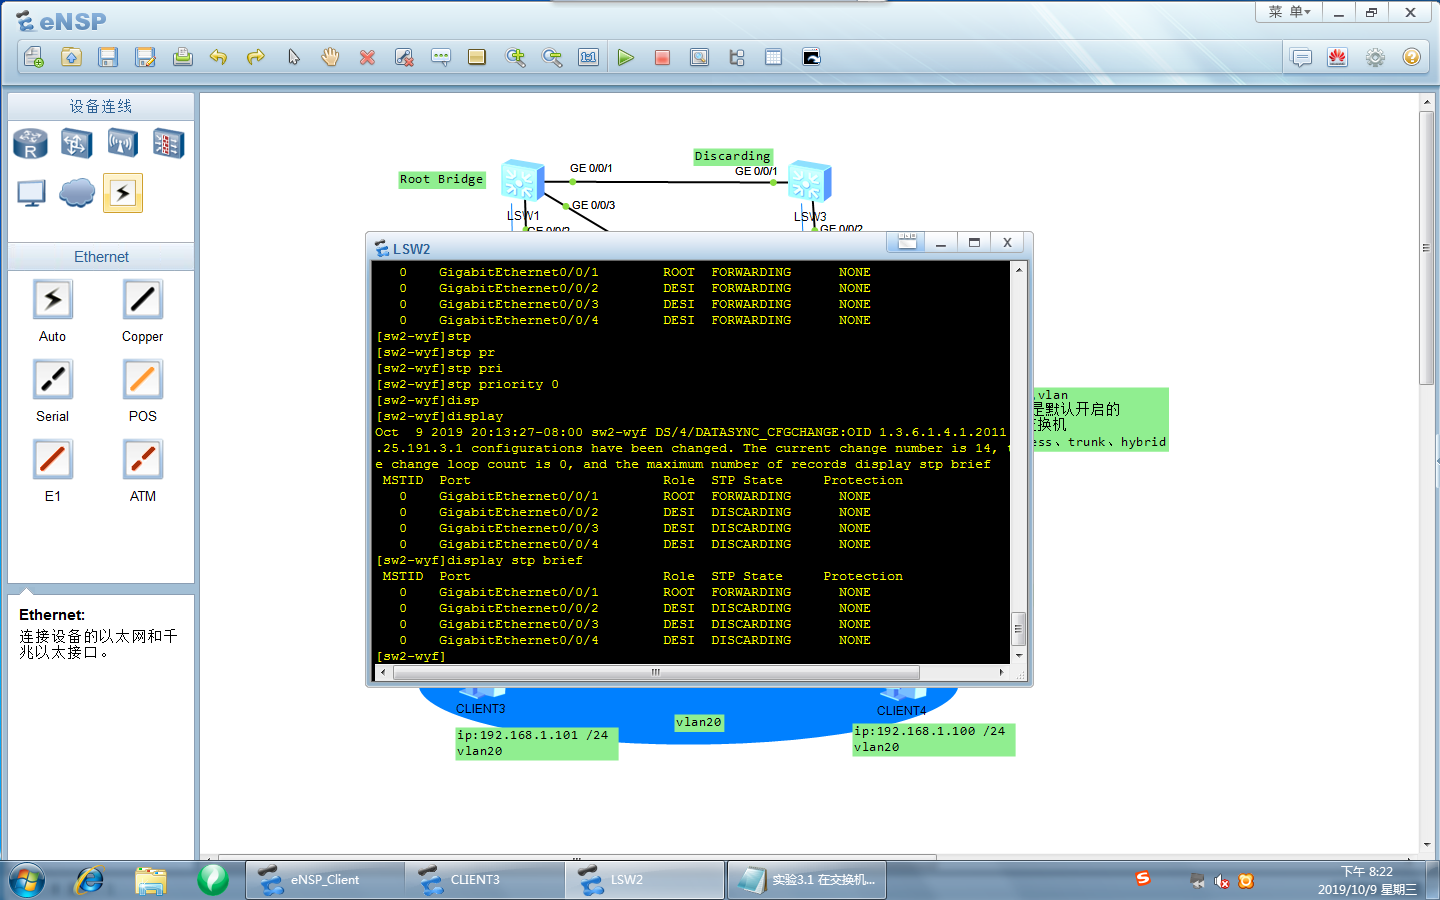 eNSP
菜 单
设备连线
R
Ethernet
Auto
Copper
Serial
POS
E1
ATM
Ethernet:
连接设备的以太网和千
兆以太接口。
Root Bridge
Discarding
GE 0/0/1
GE 0/0/1
GE 0/0/3
LSW1
LSW3
GE 0/0/2
GE 0/0/2
LSW2
0 GigabitEthernet0/0/1 ROOT FORWARDING NONE
0 GigabitEthernet0/0/2 DESI FORWARDING NONE
0 GigabitEthernet0/0/3 DESI FORWARDING NONE
0 GigabitEthernet0/0/4 DESI FORWARDING NONE
[sw2-wyf]stp
[sw2-wyf]stp pr
[sw2-wyf]stp pri
[sw2-wyf]stp priority 0
[sw2-wyf]disp
[sw2-wyf]display
Oct  9 2019 20:13:27-08:00 sw2-wyf DS/4/DATASYNC_CFGCHANGE:OID 1.3.6.1.4.1.2011
.25.191.3.1 configurations have been changed. The current change number is 14, t
e change loop count is 0, and the maximum number of records display stp brief
MSTID Port Role STP State Protection
0 GigabitEthernet0/0/1 ROOT FORWARDING NONE
0 GigabitEthernet0/0/2 DESI DISCARDING NONE
0 GigabitEthernet0/0/3 DESI DISCARDING NONE
0 GigabitEthernet0/0/4 DESI DISCARDING NONE
[sw2-wyf]display stp brief
MSTID Port Role STP State Protection
0 GigabitEthernet0/0/1 ROOT FORWARDING NONE
0 GigabitEthernet0/0/2 DESI DISCARDING NONE
0 GigabitEthernet0/0/3 DESI DISCARDING NONE
0 GigabitEthernet0/0/4 DESI DISCARDING NONE
[sw2-wyf]
vlan
是默认开启的
交换机
ess、trunk、hybrid
CLIENT3
CLIENT4
vlan20
ip:192.168.1.101 /24
vlan20
ip:192.168.1.100 /24
vlan20
eNSP_Client
CLIENT3
LSW2
实验3.1 在交换机...
下午 8:22
2019/10/9 星期三